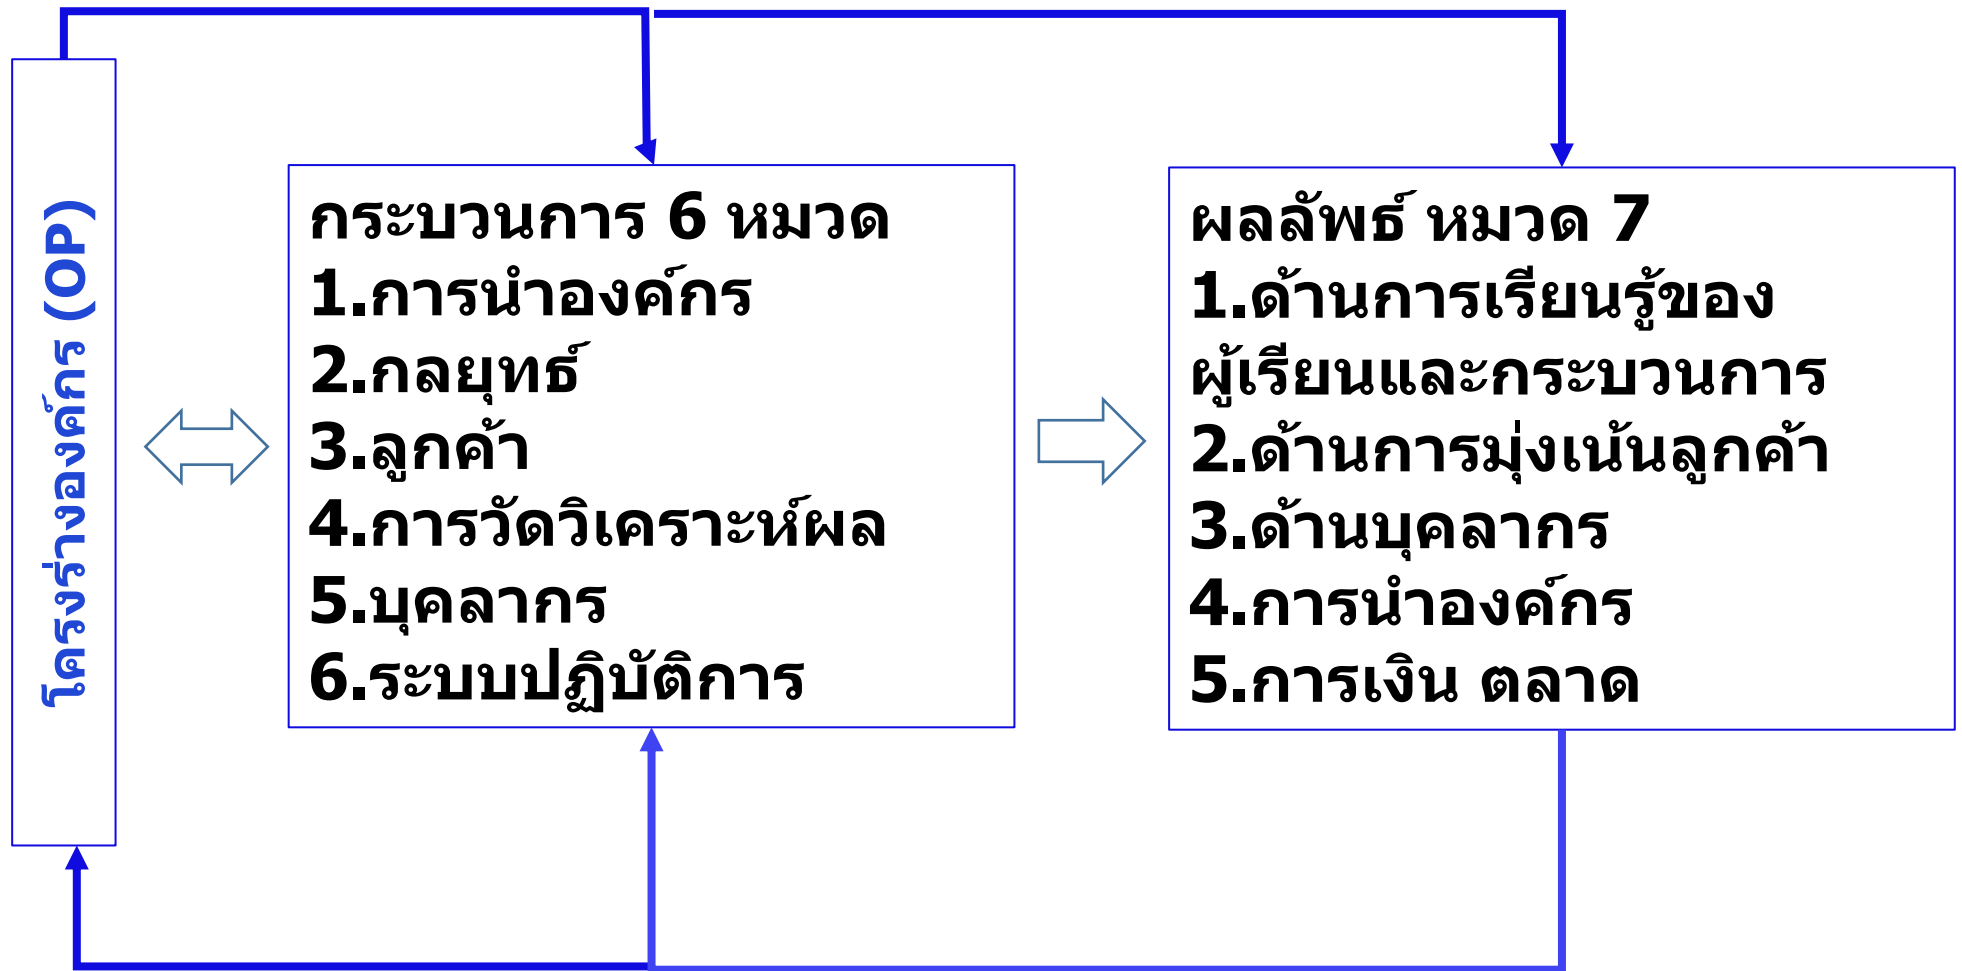 โครงร่างองค์กร (OP)
กระบวนการ 6 หมวด
1.การนำองค์กร
2.กลยุทธ์
3.ลูกค้า
4.การวัดวิเคราะห์ผล
5.บุคลากร
6.ระบบปฏิบัติการ
ผลลัพธ์ หมวด 7
1.ด้านการเรียนรู้ของ
ผู้เรียนและกระบวนการ
2.ด้านการมุ่งเน้นลูกค้า
3.ด้านบุคลากร
4.การนำองค์กร
5.การเงิน ตลาด